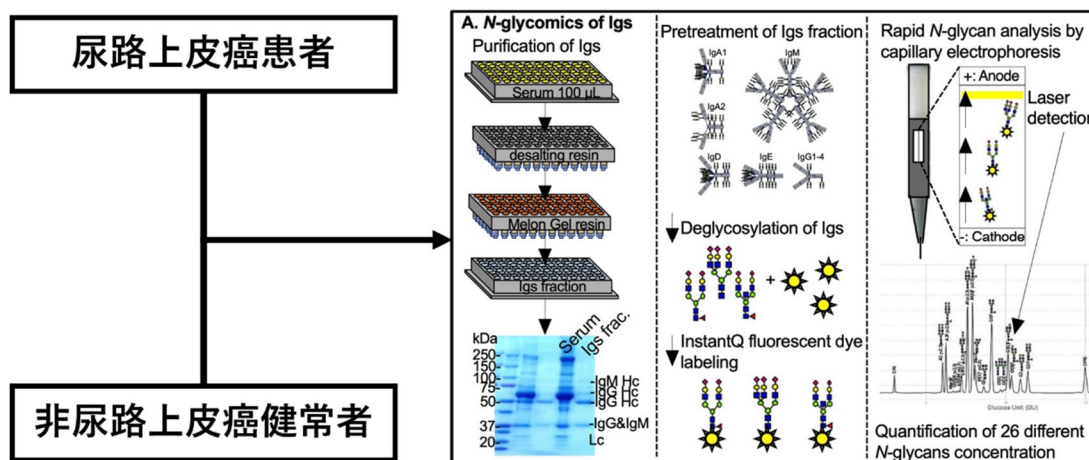 尿路上皮癌患者
非尿路上皮癌健常者
A. N-glycomics of Igs
Purification of Igs
Serum 100 µL
desalting resin
Melon Gel resin
Igs fraction
kDa
250
150
100
75
50
37
20
Serum
Igs frac.
-IgM Hc
-IgG Hc
-IgG Hc
-IgG&IgM
Lc
Pretreatment of Igs fraction
IgA1
IgM
IgA2
IgD
IgE
IgG1-4
Deglycosylation of Igs
+
InstantQ fluorescent dye
labeling
Rapid N-glycan analysis by
capillary electrophoresis
+: Anode
Laser
detection
-: Cathode
Glucose Unit (GU)
Quantification of 26 different
N-glycans concentration